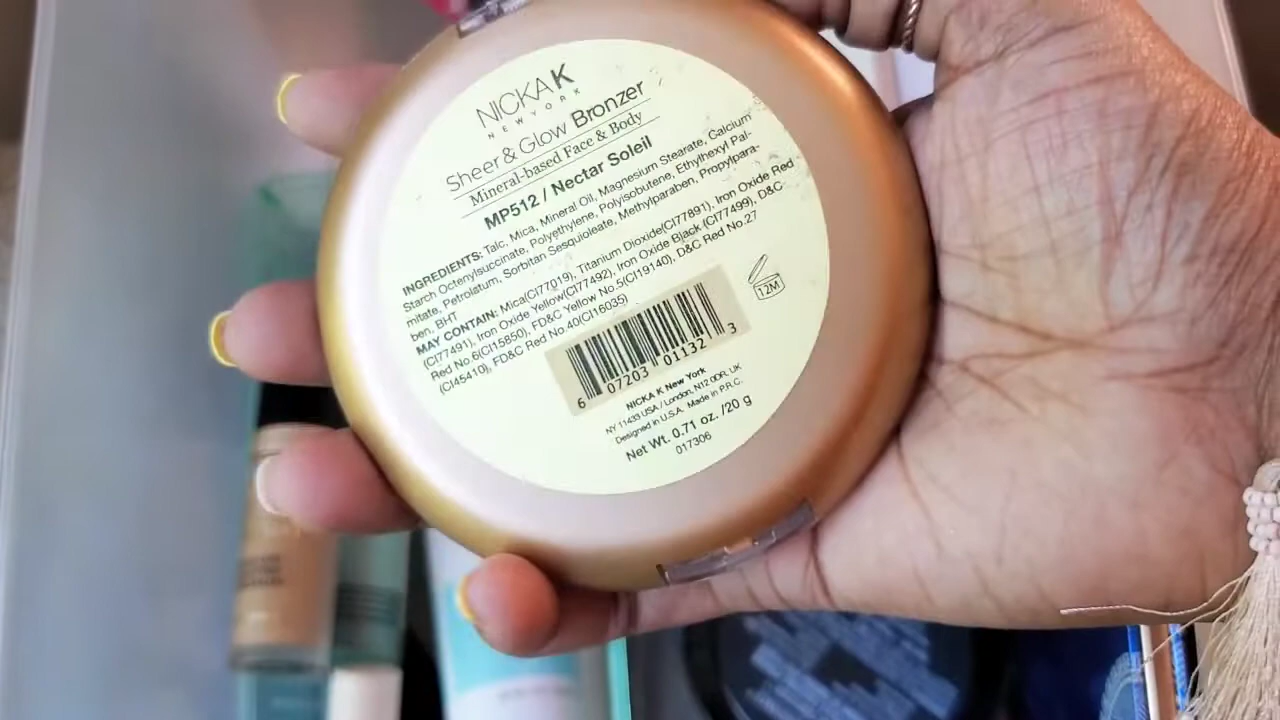 NICKA K
NEW YORK
Sheer & Glow Bronzer
Mineral-based Face & Body
MP512 / Nectar Soleil
INGREDIENTS: Talc, Mica, Mineral Oil, Magnesium Stearate, Calcium
Starch Octenylsuccinate, Polyethylene, Polyisobutene, Ethylhexyl Pal-
mitate, Petrolatum, Sorbitan Sesquioleate, Methylparaben, Propylpara-
ben, BHT
MAY CONTAIN: Mica(CI77019), Titanium Dioxide(CI77891), Iron Oxide Red
(CI77491), Iron Oxide Yellow(CI77492), Iron Oxide Black (CI77499), D&C
Red No.6(CI15850), FD&C Yellow No.5(CI19140), D&C Red No.27
(CI45410), FD&C Red No.40(CI16035)
12M
6 07203 01132 3
NICKA K New York
NY 11433 USA / London, N12 0DR, UK
Designed in U.S.A. Made in P.R.C.
Net Wt. 0.71 oz. /20 g
017306